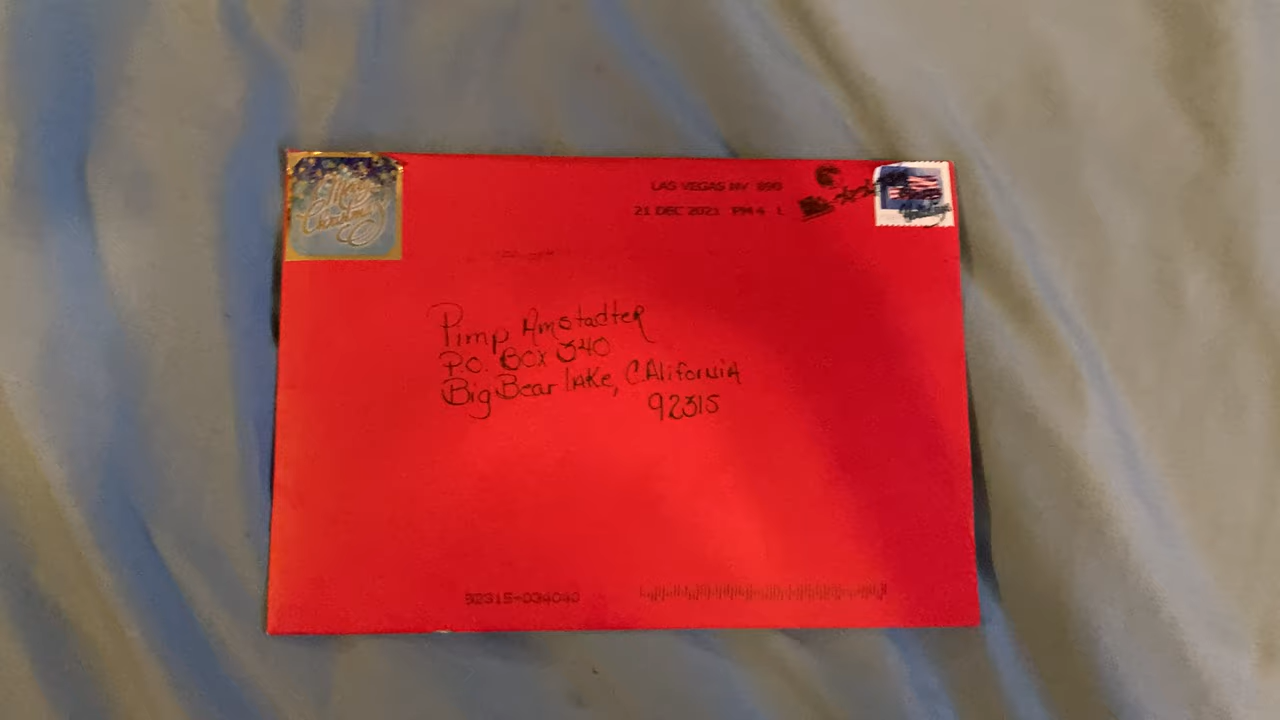 Merry Christmas
LAS VEGAS NV 890
21 DEC 2021 PM 4 L
Pimp Amstadter
P.O. BOX 340
Big Bear lAKe, CAliforniA
92315
92315-034040